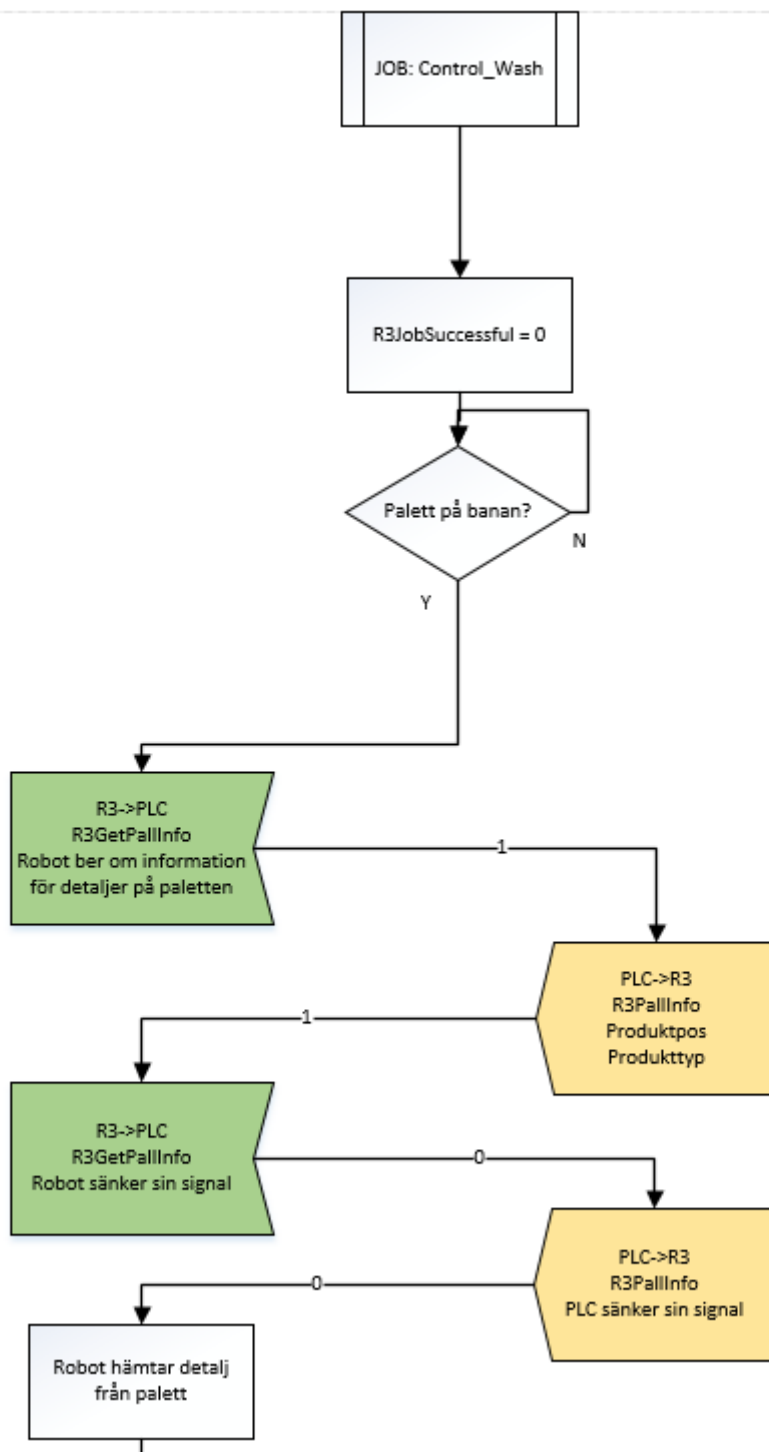 JOB: Control_Wash
R3JobSuccessful = 0
Palett på banan?
N
Y
R3->PLC
R3GetPallInfo
Robot ber om information
för detaljer på paletten
1
PLC->R3
R3PallInfo
Produktpos
Produkttyp
1
R3->PLC
R3GetPallInfo
Robot sänker sin signal
0
PLC->R3
R3PallInfo
PLC sänker sin signal
0
Robot hämtar detalj
från palett